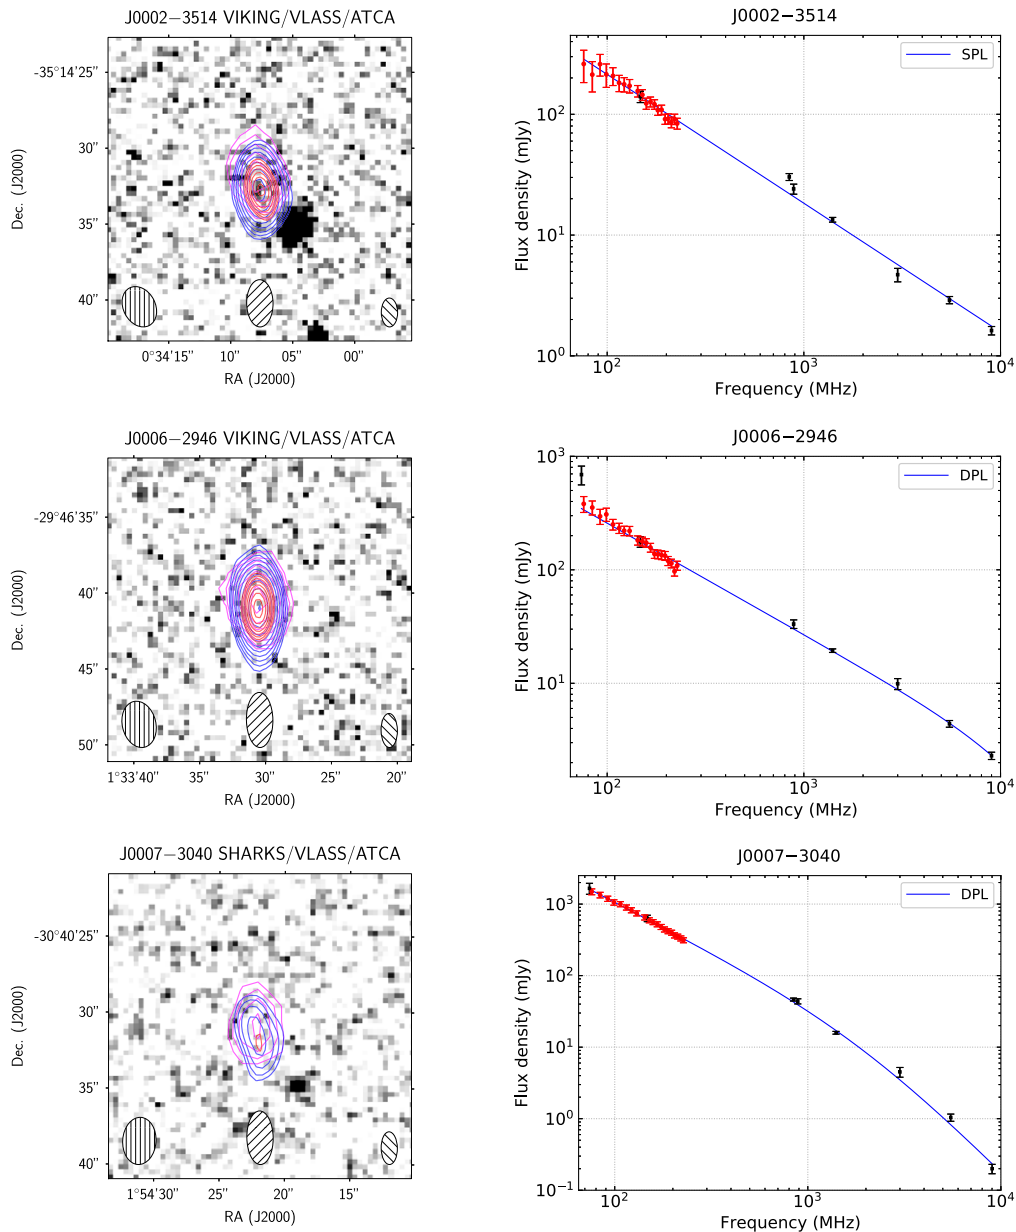 J0002−3514 VIKING/VLASS/ATCA
-35°14'25"
30"
35"
40"
Dec. (J2000)
0°34'15"
10"
05"
00"
RA (J2000)
J0002−3514
SPL
Flux density (mJy)
10²
10¹
10⁰
10²
10³
10⁴
Frequency (MHz)
J0006−2946 VIKING/VLASS/ATCA
-29°46'35"
40"
45"
50"
Dec. (J2000)
1°33'40"
35"
30"
25"
20"
RA (J2000)
J0006−2946
DPL
Flux density (mJy)
10³
10²
10¹
10²
10³
10⁴
Frequency (MHz)
J0007−3040 SHARKS/VLASS/ATCA
-30°40'25"
30"
35"
40"
Dec. (J2000)
1°54'30"
25"
20"
15"
RA (J2000)
J0007−3040
DPL
Flux density (mJy)
10³
10²
10¹
10⁰
10⁻¹
10²
10³
10⁴
Frequency (MHz)